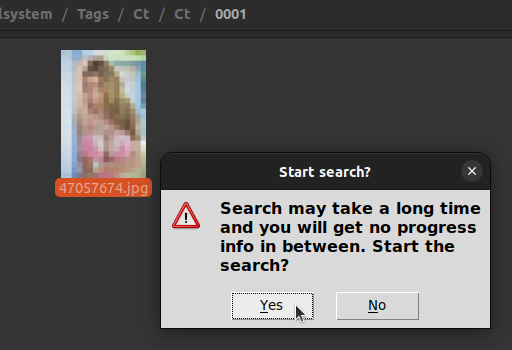 lsystem / Tags / Ct / Ct / 0001
47057674.jpg
Start search?
Search may take a long time
and you will get no progress
info in between. Start the
search?
Yes No